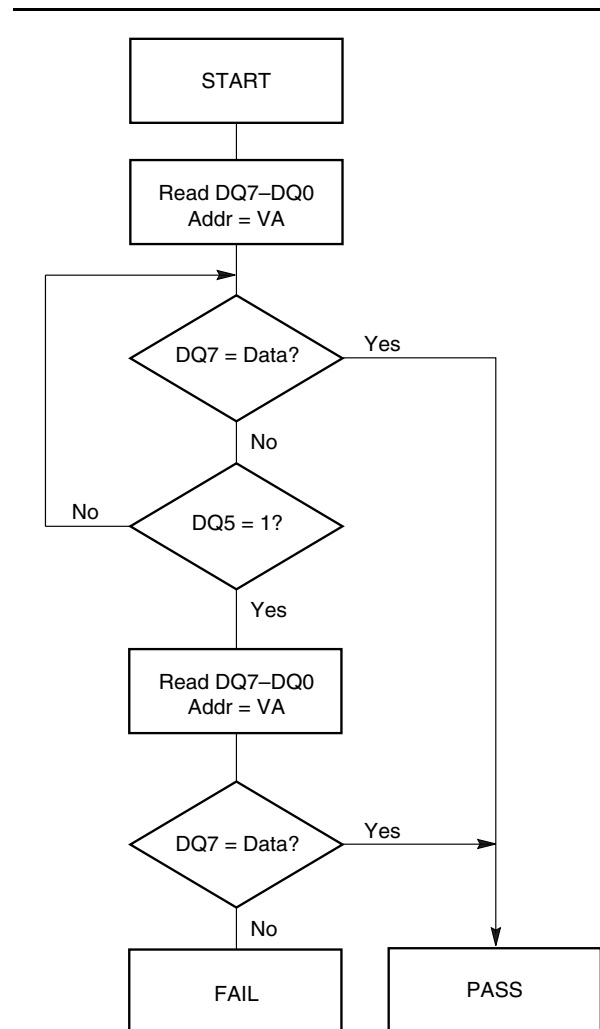 START
Read DQ7–DQ0
Addr = VA
DQ7 = Data?
Yes
No
No
DQ5 = 1?
Yes
Read DQ7–DQ0
Addr = VA
DQ7 = Data?
Yes
No
FAIL
PASS